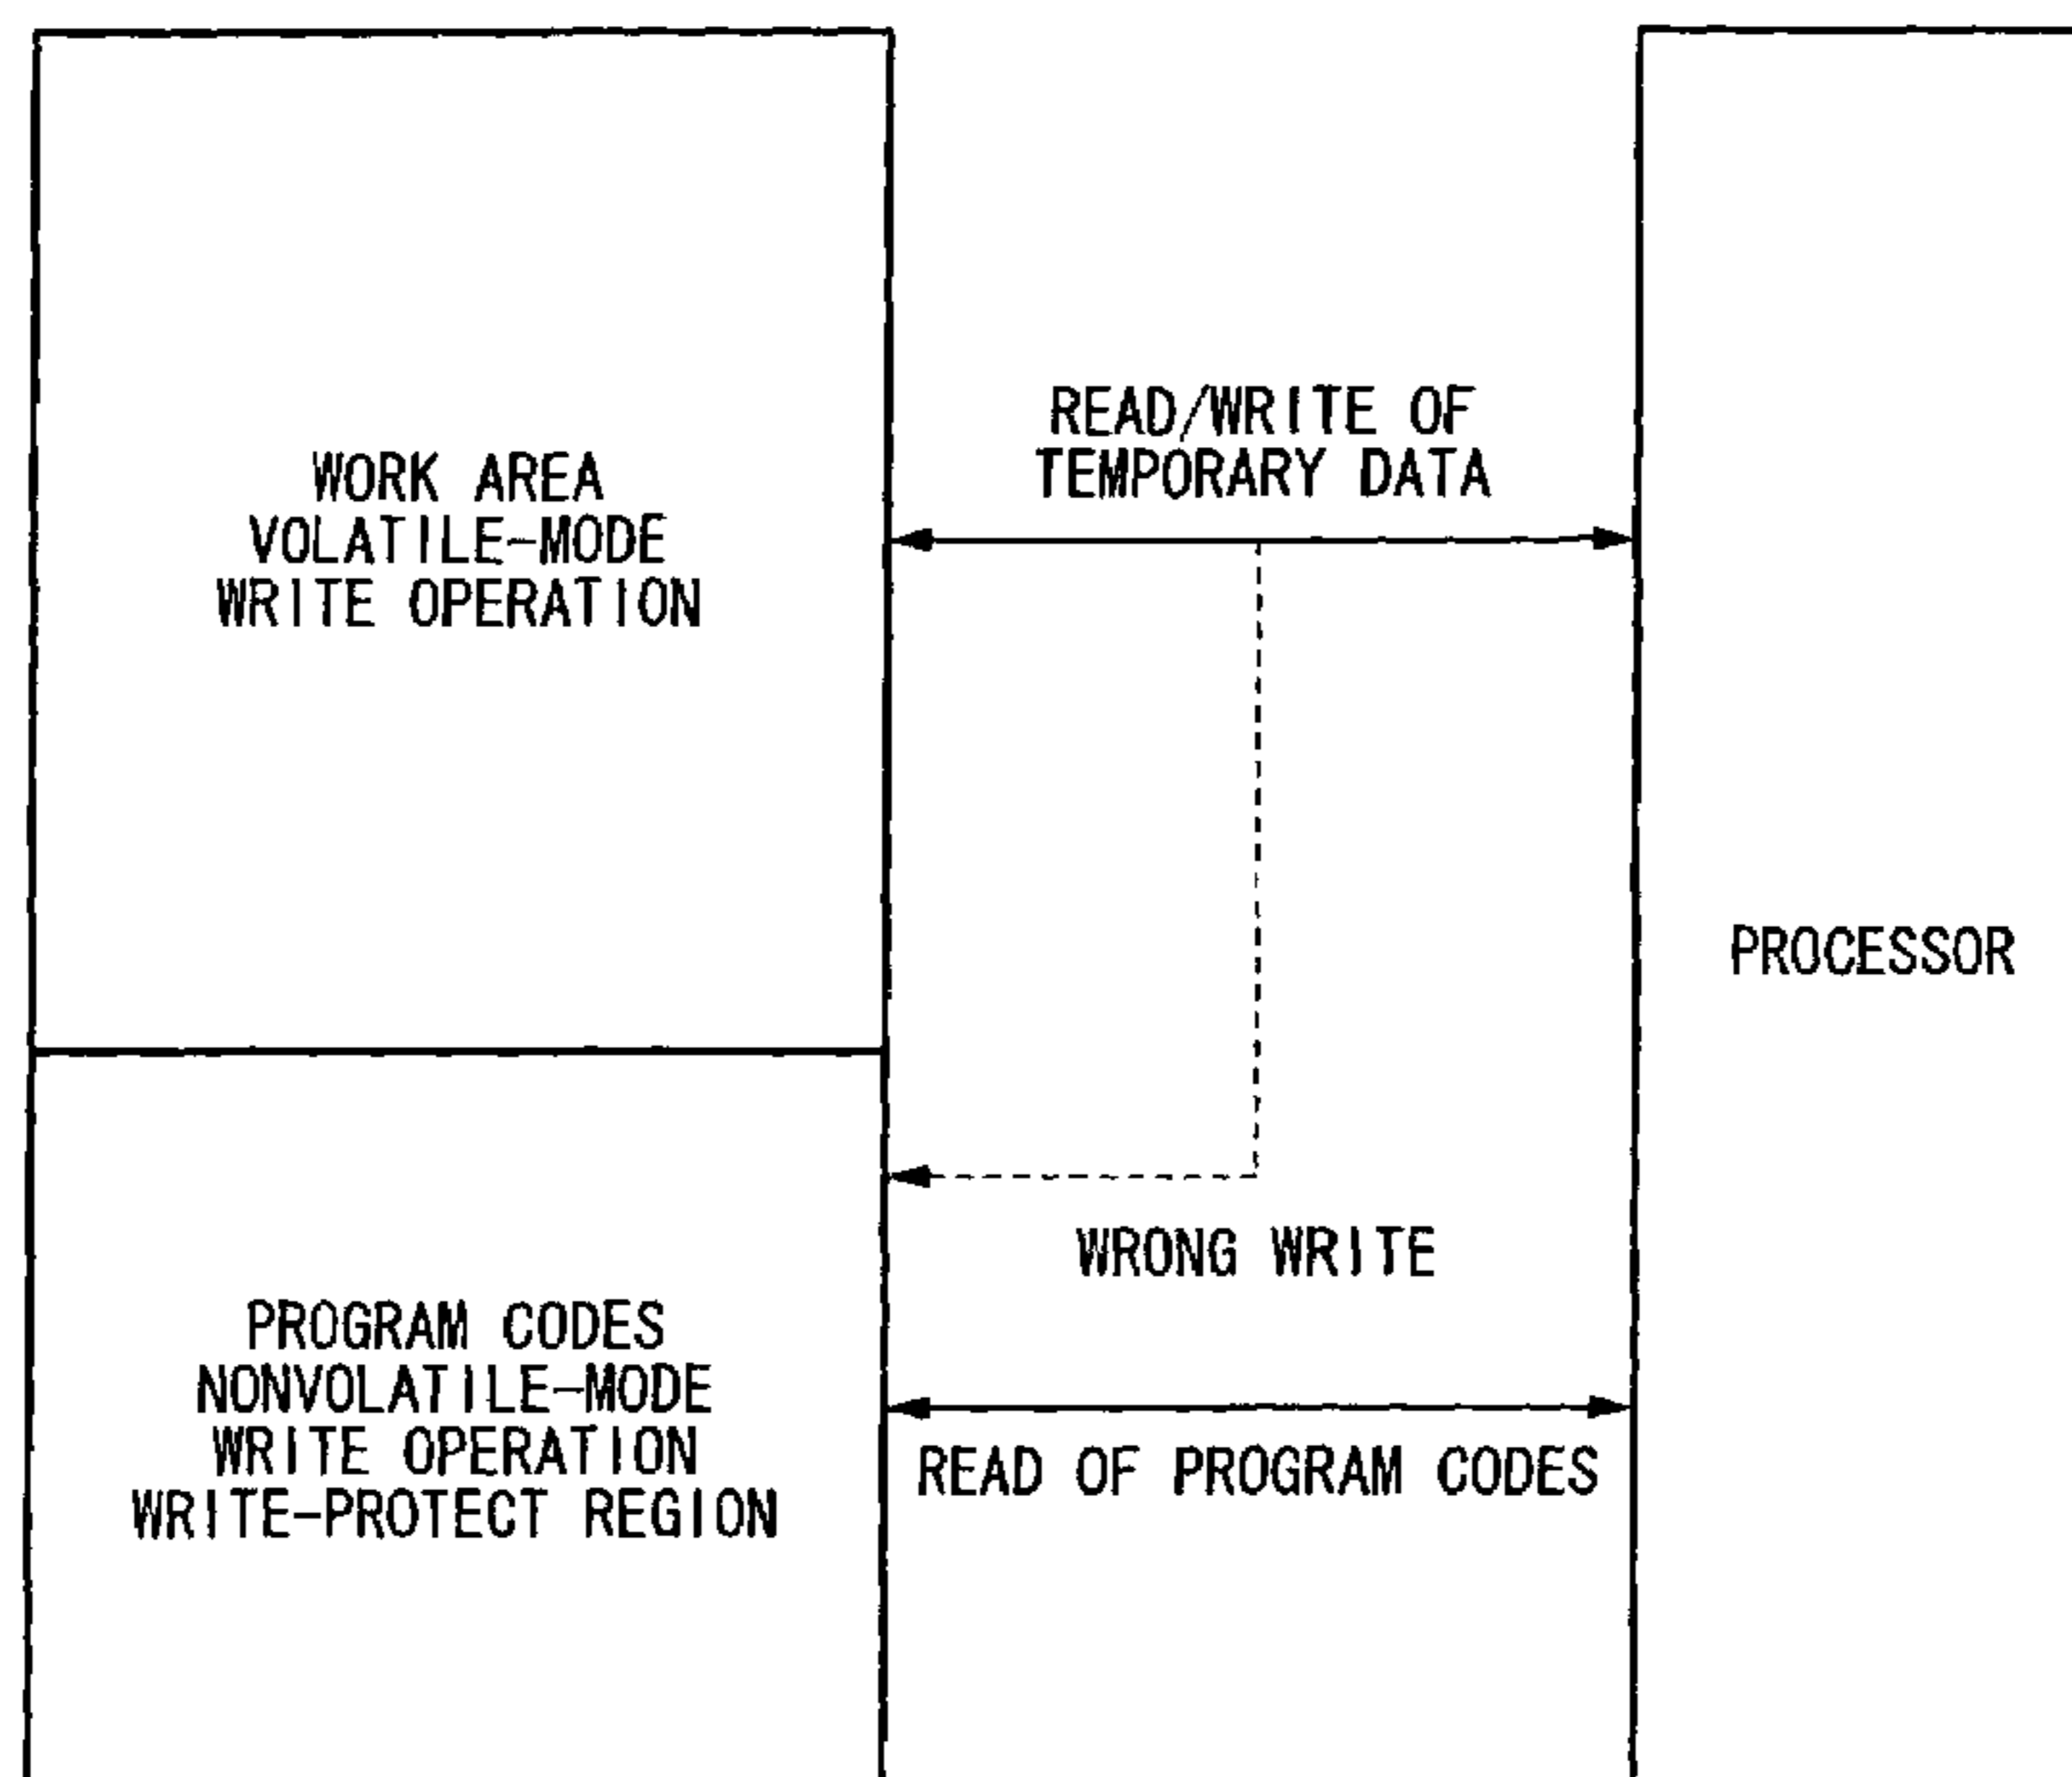 WORK AREA
VOLATILE-MODE
WRITE OPERATION
READ/WRITE OF
TEMPORARY DATA
PROCESSOR
WRONG WRITE
PROGRAM CODES
NONVOLATILE-MODE
WRITE OPERATION
WRITE-PROTECT REGION
READ OF PROGRAM CODES